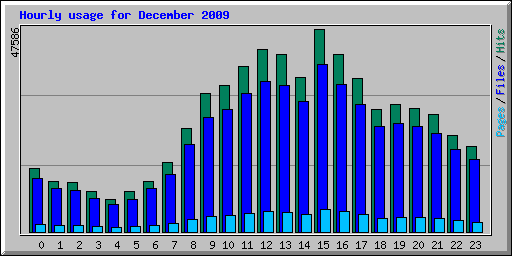 Hourly usage for December 2009
47586
Pages/Files/Hits
0 1 2 3 4 5 6 7 8 9 10 11 12 13 14 15 16 17 18 19 20 21 22 23